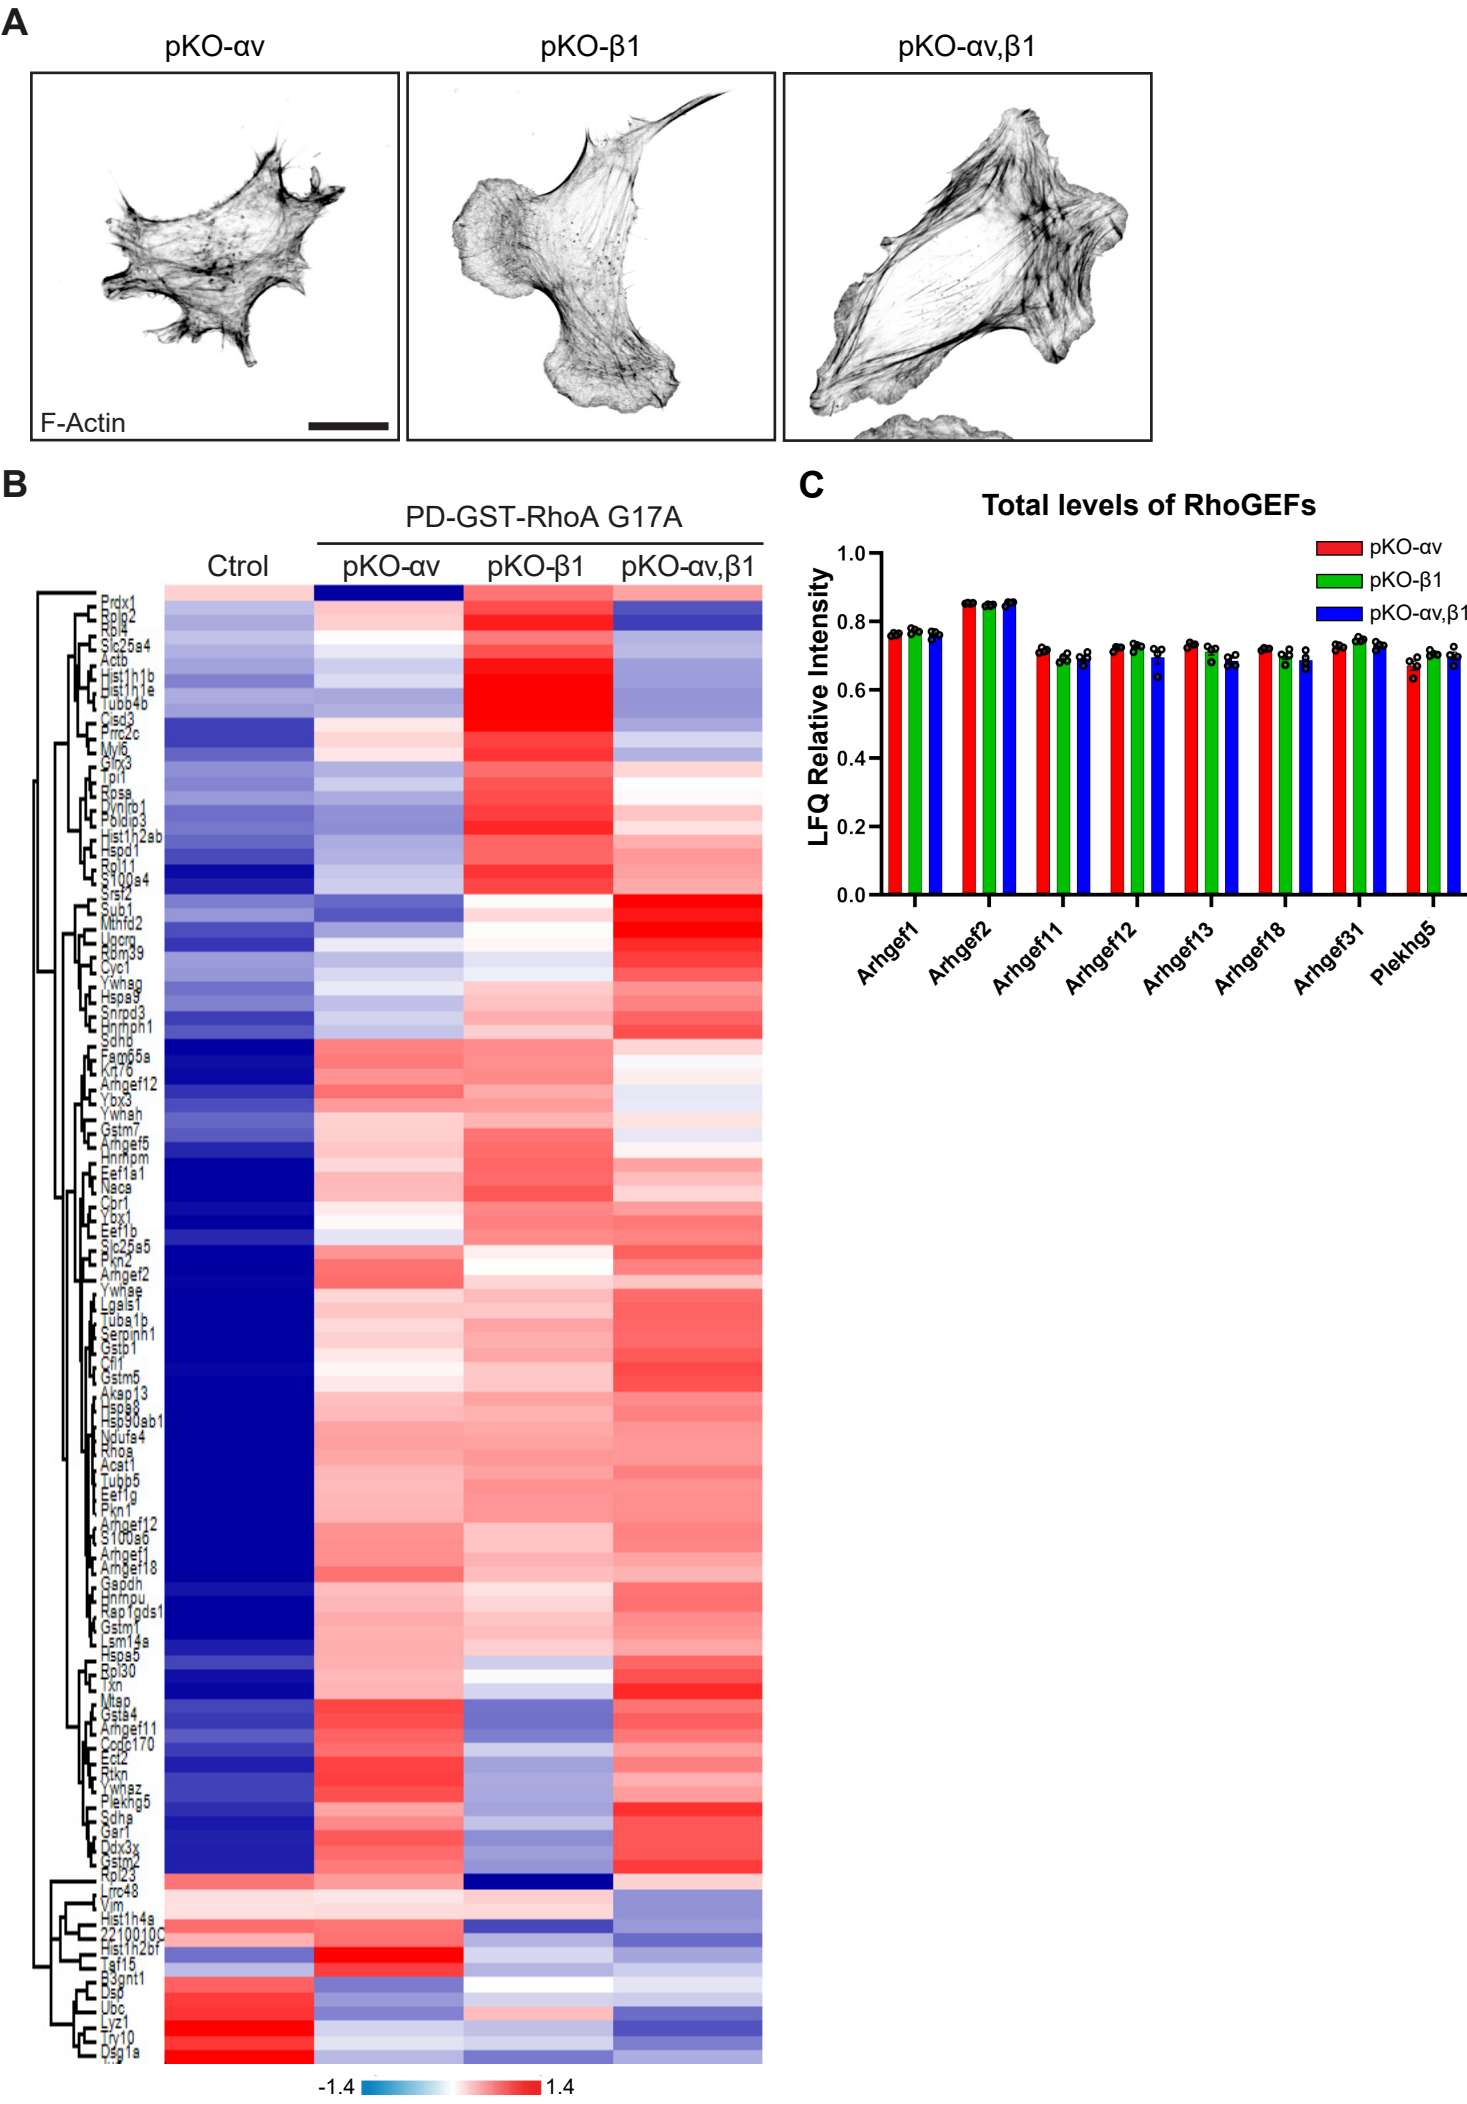 A
pKO-αv
pKO-β1
pKO-αv,β1
F-Actin
B
PD-GST-RhoA G17A
Ctrol
pKO-αv
pKO-β1
pKO-αv,β1
Prdx1
Rplp2
Rpl4
Slc25a4
Actb
Hist1h1b
Hist1h1e
Tubb4b
Cisd3
Prrc2c
Myl6
Glrx3
Tpi1
Rpsa
Dynlrb1
Poldip3
Hist1h2ab
Hspd1
Rpl11
S100a4
Srsf2
Sub1
Mthfd2
Uqcrq
Rbm39
Cyc1
Ywhag
Hspa9
Snrpd3
Hnrnph1
Sdhb
Fam65a
Krt76
Arhgef12
Ybx3
Ywhah
Gstm7
Arhgef5
Hnrnpm
Eef1a1
Naca
Cbr1
Ybx1
Eef1b
Slc25a5
Pkn2
Arhgef2
Ywhae
Lgals1
Tuba1b
Serpinh1
Gstp1
Cfl1
Gstm5
Akap13
Hspa8
Hsp90ab1
Ndufa4
Rhoa
Acat1
Tubb5
Eef1g
Pkn1
Arhgef12
S100a6
Arhgef1
Arhgef18
Gapdh
Hnrnpu
Rap1gds1
Gstm1
Lsm14a
Hspa5
Rpl30
Txn
Mtap
Gsta4
Arhgef11
Ccdc170
Ect2
Rtkn
Ywhaz
Plekhg5
Sdha
Gar1
Ddx3x
Gstm2
Rpl23
Lrrc48
Vim
Hist1h4a
2210010C
Hist1h2bf
Taf15
B3gnt1
Dsp
Ubc
Lyz1
Try10
Dsg1a
-1.4
1.4
C
Total levels of RhoGEFs
pKO-αv
pKO-β1
pKO-αv,β1
LFQ Relative Intensity
1.0
0.8
0.6
0.4
0.2
0.0
Arhgef1
Arhgef2
Arhgef11
Arhgef12
Arhgef13
Arhgef18
Arhgef31
Plekhg5